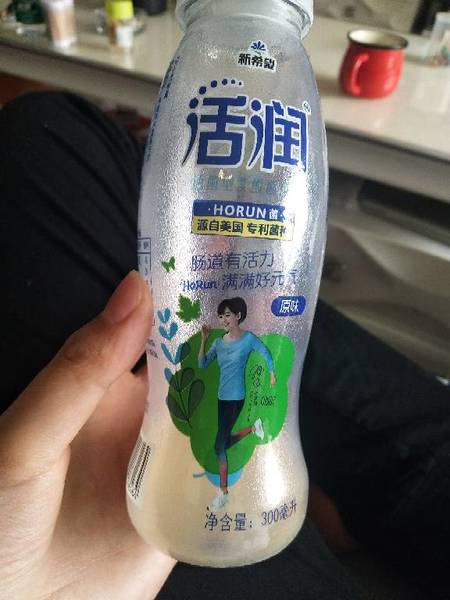 新希望
活润
·HORUN菌
源自美国 专利菌种
肠道有活力
HoRun 满满好元气
原味
净含量： 300毫升